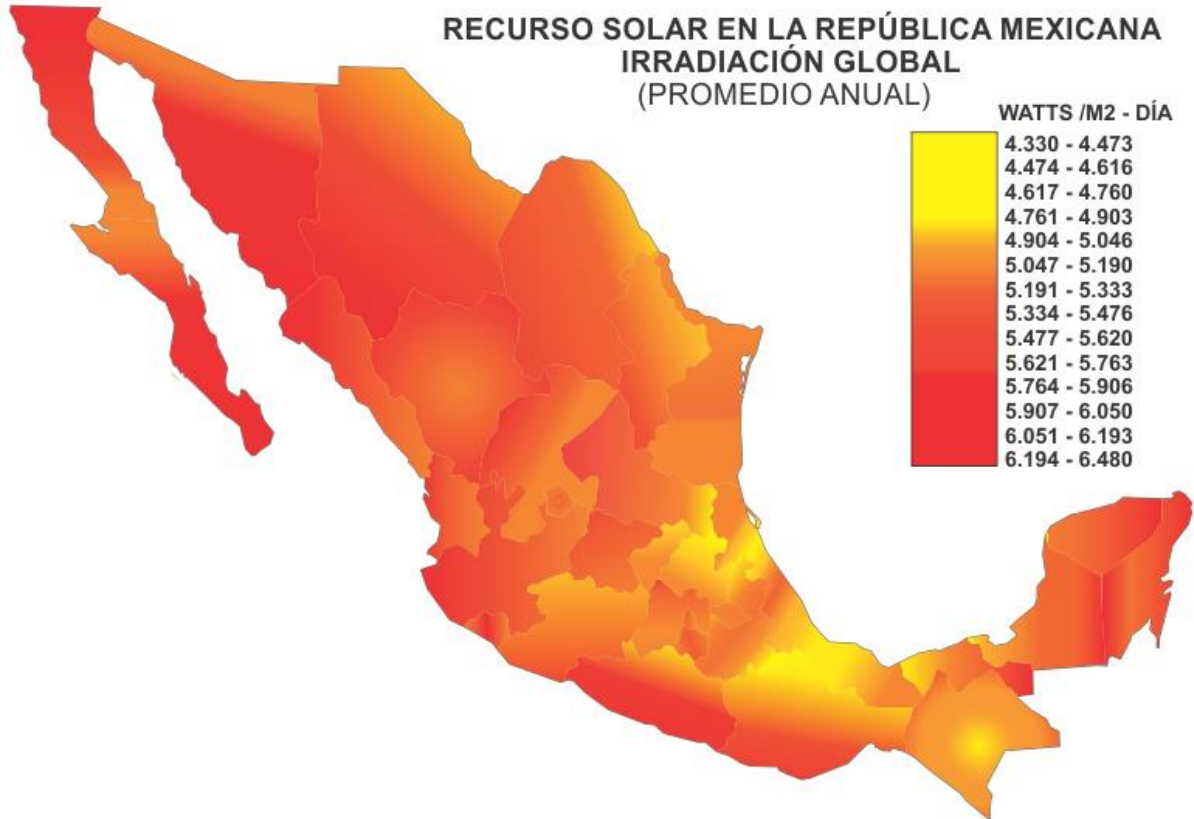 RECURSO SOLAR EN LA REPÚBLICA MEXICANA
IRRADIACIÓN GLOBAL
(PROMEDIO ANUAL)
WATTS /M2 - DÍA
4.330 - 4.473
4.474 - 4.616
4.617 - 4.760
4.761 - 4.903
4.904 - 5.046
5.047 - 5.190
5.191 - 5.333
5.334 - 5.476
5.477 - 5.620
5.621 - 5.763
5.764 - 5.906
5.907 - 6.050
6.051 - 6.193
6.194 - 6.480